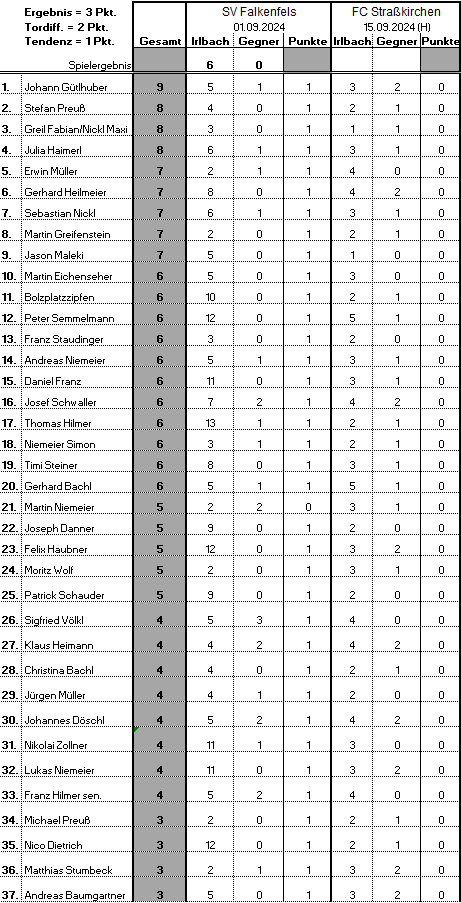 Ergebnis = 3 Pkt. SV Falkenfels FC Straßkirchen
Tordiff. = 2 Pkt. 01.09.2024 15.09.2024 (H)
Tendenz = 1 Pkt. Gesamt Irlbach Gegner Punkte Irlbach Gegner Punkte
Spielergebnis 6 0
1. Johann Gütlhuber 9 5 1 1 3 2 0
2. Stefan Preuß 8 4 0 1 2 1 0
3. Greil Fabian/Nickl Maxi 8 3 0 1 1 1 0
4. Julia Haimerl 8 6 1 1 3 1 0
5. Erwin Müller 7 2 1 1 4 0 0
6. Gerhard Heilmeier 7 8 0 1 4 2 0
7. Sebastian Nickl 7 6 1 1 3 1 0
8. Martin Greifenstein 7 2 0 1 2 1 0
9. Jason Maleki 7 5 0 1 1 0 0
10. Martin Eichenseher 6 5 0 1 3 0 0
11. Bolzplatzzipfen 6 10 0 1 2 1 0
12. Peter Semmelmann 6 12 0 1 5 1 0
13. Franz Staudinger 6 3 0 1 2 0 0
14. Andreas Niemeier 6 5 1 1 3 1 0
15. Daniel Franz 6 11 0 1 3 1 0
16. Josef Schwaller 6 7 2 1 4 2 0
17. Thomas Hilmer 6 13 1 1 2 1 0
18. Niemeier Simon 6 3 1 1 2 1 0
19. Timi Steiner 6 8 0 1 3 1 0
20. Gerhard Bachl 6 5 1 1 5 1 0
21. Martin Niemeier 5 2 2 0 3 1 0
22. Joseph Danner 5 9 0 1 2 0 0
23. Felix Haubner 5 12 0 1 3 2 0
24. Moritz Wolf 5 2 0 1 3 1 0
25. Patrick Schauder 5 9 0 1 2 0 0
26. Sigfried Völkl 4 5 3 1 4 0 0
27. Klaus Heimann 4 4 2 1 4 2 0
28. Christina Bachl 4 4 0 1 2 1 0
29. Jürgen Müller 4 4 1 1 2 0 0
30. Johannes Döschl 4 5 2 1 4 2 0
31. Nikolai Zollner 4 11 1 1 3 0 0
32. Lukas Niemeier 4 11 0 1 3 2 0
33. Franz Hilmer sen. 4 5 2 1 4 0 0
34. Michael Preuß 3 2 0 1 2 1 0
35. Nico Dietrich 3 12 0 1 2 1 0
36. Matthias Stumbeck 3 2 1 1 3 2 0
37. Andreas Baumgartner 3 5 0 1 3 2 0